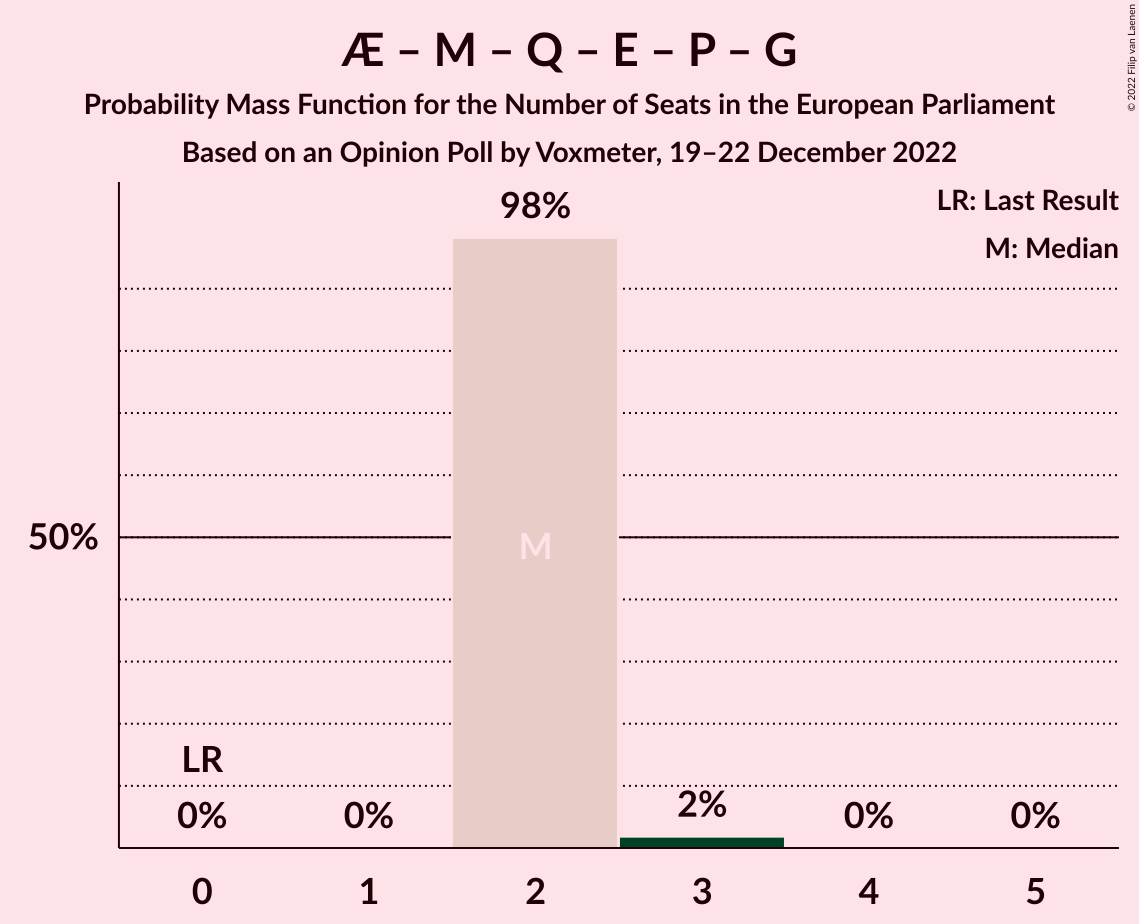 Æ – M – Q – E – P – G
Probability Mass Function for the Number of Seats in the European Parliament
Based on an Opinion Poll by Voxmeter, 19–22 December 2022
© 2022 Filip van Laenen
LR: Last Result
M: Median
98%
50%
M
LR
0%
0%
2%
0%
0%
0
1
2
3
4
5